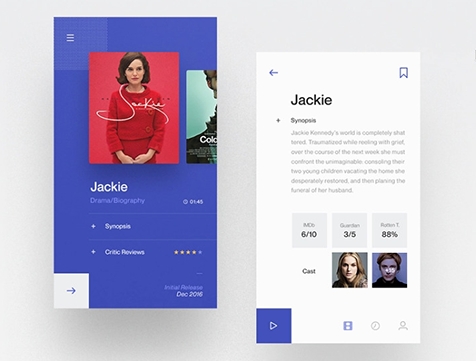 Jackie
Colo
Jackie
Drama/Biography
01:45
+ Synopsis
+ Critic Reviews
Initial Release
Dec 2016
Jackie
+ Synopsis
Jackie Kennedy's world is completely shat
tered. Traumatized while reeling with grief,
over the course of the next week she must
confront the unimaginable: consoling their
two young children vacating the home she
desperately restored, and then planing the
funeral of her husband.
IMDb
6/10
Guardian
3/5
Rotten T.
88%
Cast